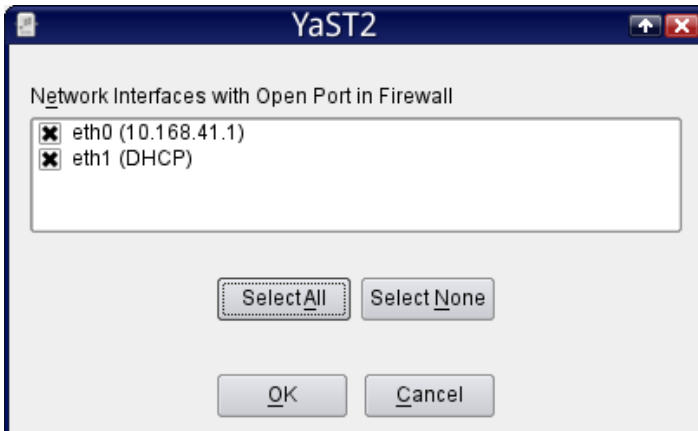 YaST2
Network Interfaces with Open Port in Firewall
eth0 (10.168.41.1)
eth1 (DHCP)
Select All Select None
OK Cancel